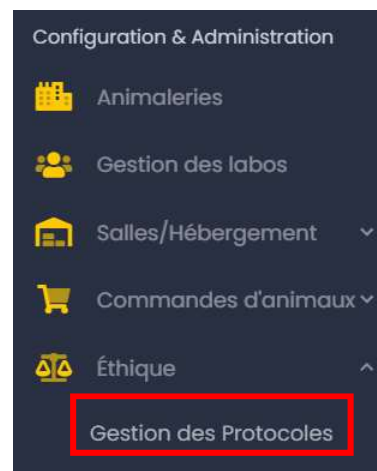 Configuration & Administration
Animaleries
Gestion des labos
Salles/Hébergement
Commandes d'animaux
Éthique
Gestion des Protocoles